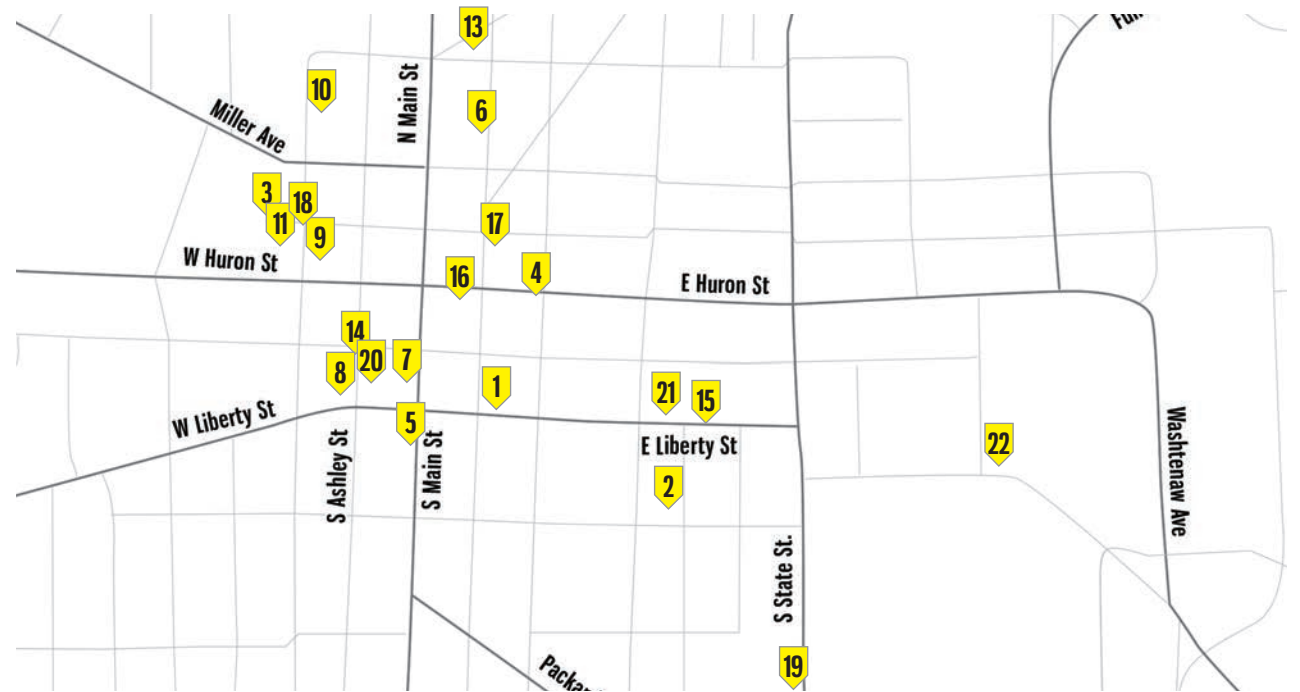 13
10
N Main St
6
Miller Ave
3
18
11
9
17
W Huron St
16
4
E Huron St
14
20
7
8
1
21
15
W Liberty St
5
E Liberty St
22
S Ashley St
S Main St
2
Washtenaw Ave
S State St.
19